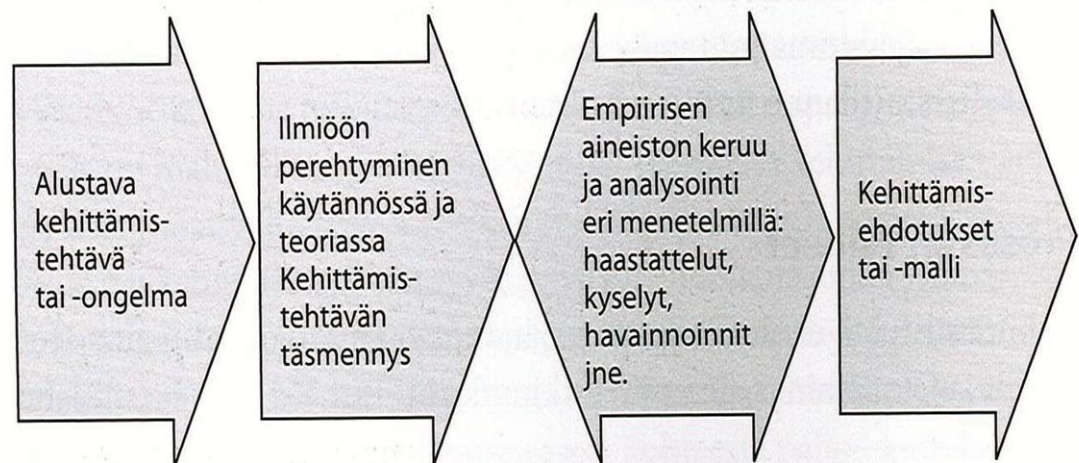 Alustava
kehittämis-
tehtävä
tai -ongelma
Ilmiöön
perehtyminen
käytännössä ja
teoriassa
Kehittämis-
tehtävän
täsmennys
Empiirisen
aineiston keruu
ja analysointi
eri menetelmillä:
haastattelut,
kyselyt,
havainnoinnit
jne.
Kehittämis-
ehdotukset
tai -malli